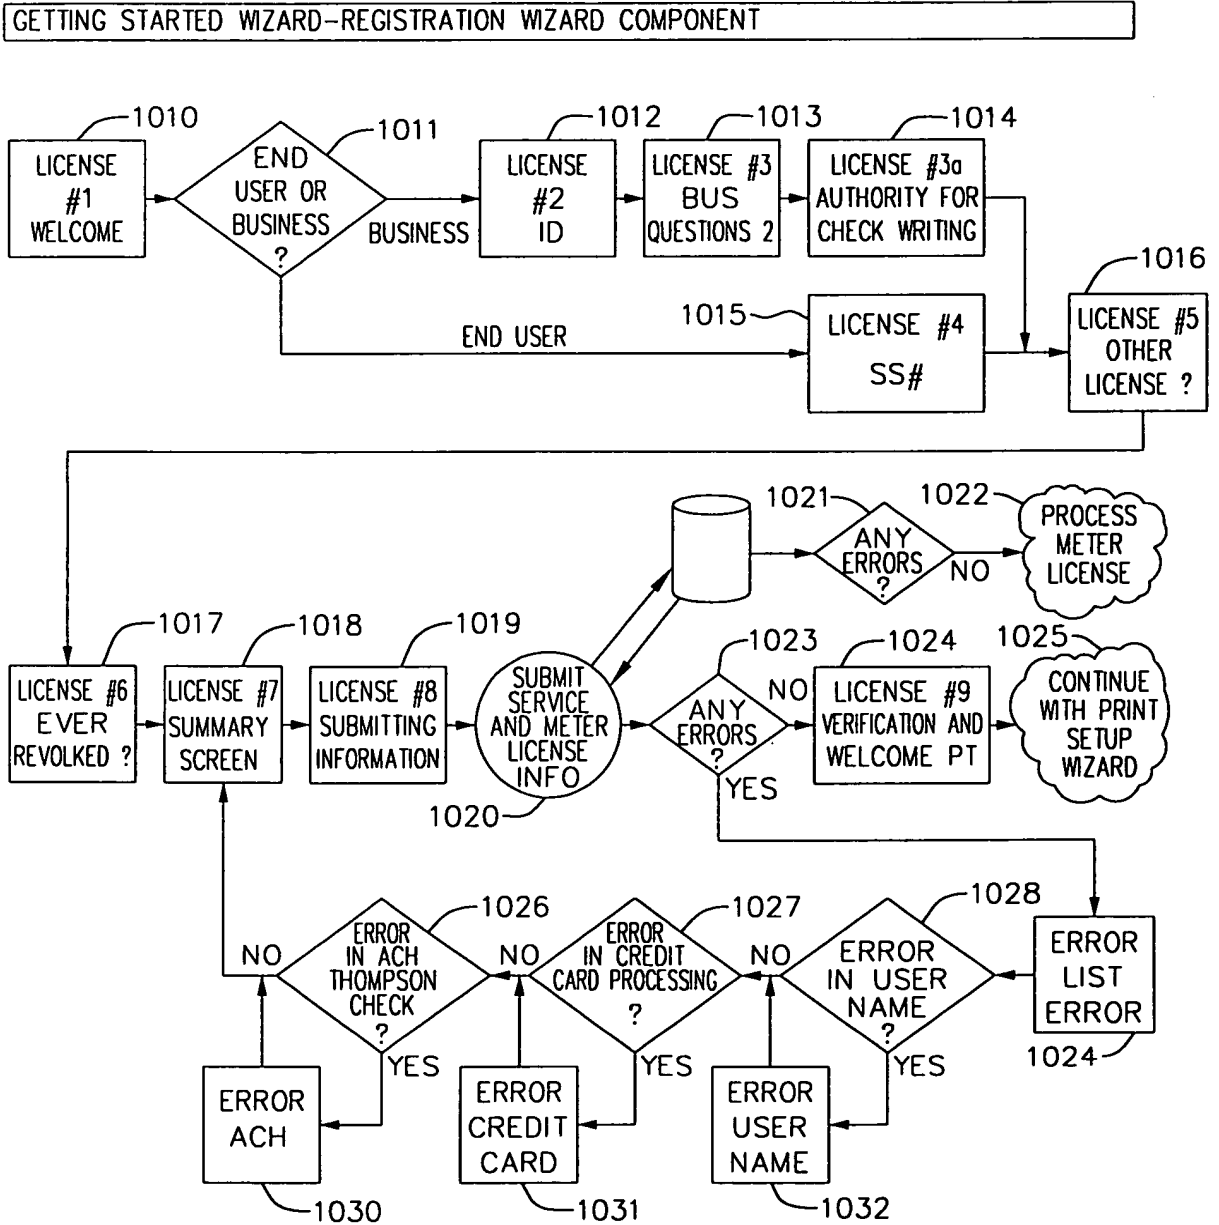 GETTING STARTED WIZARD-REGISTRATION WIZARD COMPONENT
1010
LICENSE
#1
WELCOME
1011
END
USER OR
BUSINESS
?
BUSINESS
1012
LICENSE
#2
ID
1013
LICENSE #3
BUS
QUESTIONS 2
1014
LICENSE #3a
AUTHORITY FOR
CHECK WRITING
END USER
1015
LICENSE #4
SS#
1016
LICENSE #5
OTHER
LICENSE ?
1017
LICENSE #6
EVER
REVOLKED ?
1018
LICENSE #7
SUMMARY
SCREEN
1019
LICENSE #8
SUBMITTING
INFORMATION
SUBMIT
SERVICE
AND METER
LICENSE
INFO
1020
1021
ANY
ERRORS
?
NO
1022
PROCESS
METER
LICENSE
1023
ANY
ERRORS
?
NO
YES
1024
LICENSE #9
VERIFICATION AND
WELCOME PT
1025
CONTINUE
WITH PRINT
SETUP
WIZARD
ERROR
LIST
ERROR
1024
1028
ERROR
IN USER
NAME
?
NO
YES
1027
ERROR
IN CREDIT
CARD PROCESSING
?
NO
YES
1026
ERROR
IN ACH
THOMPSON
CHECK
?
NO
YES
ERROR
ACH
1030
ERROR
CREDIT
CARD
1031
ERROR
USER
NAME
1032